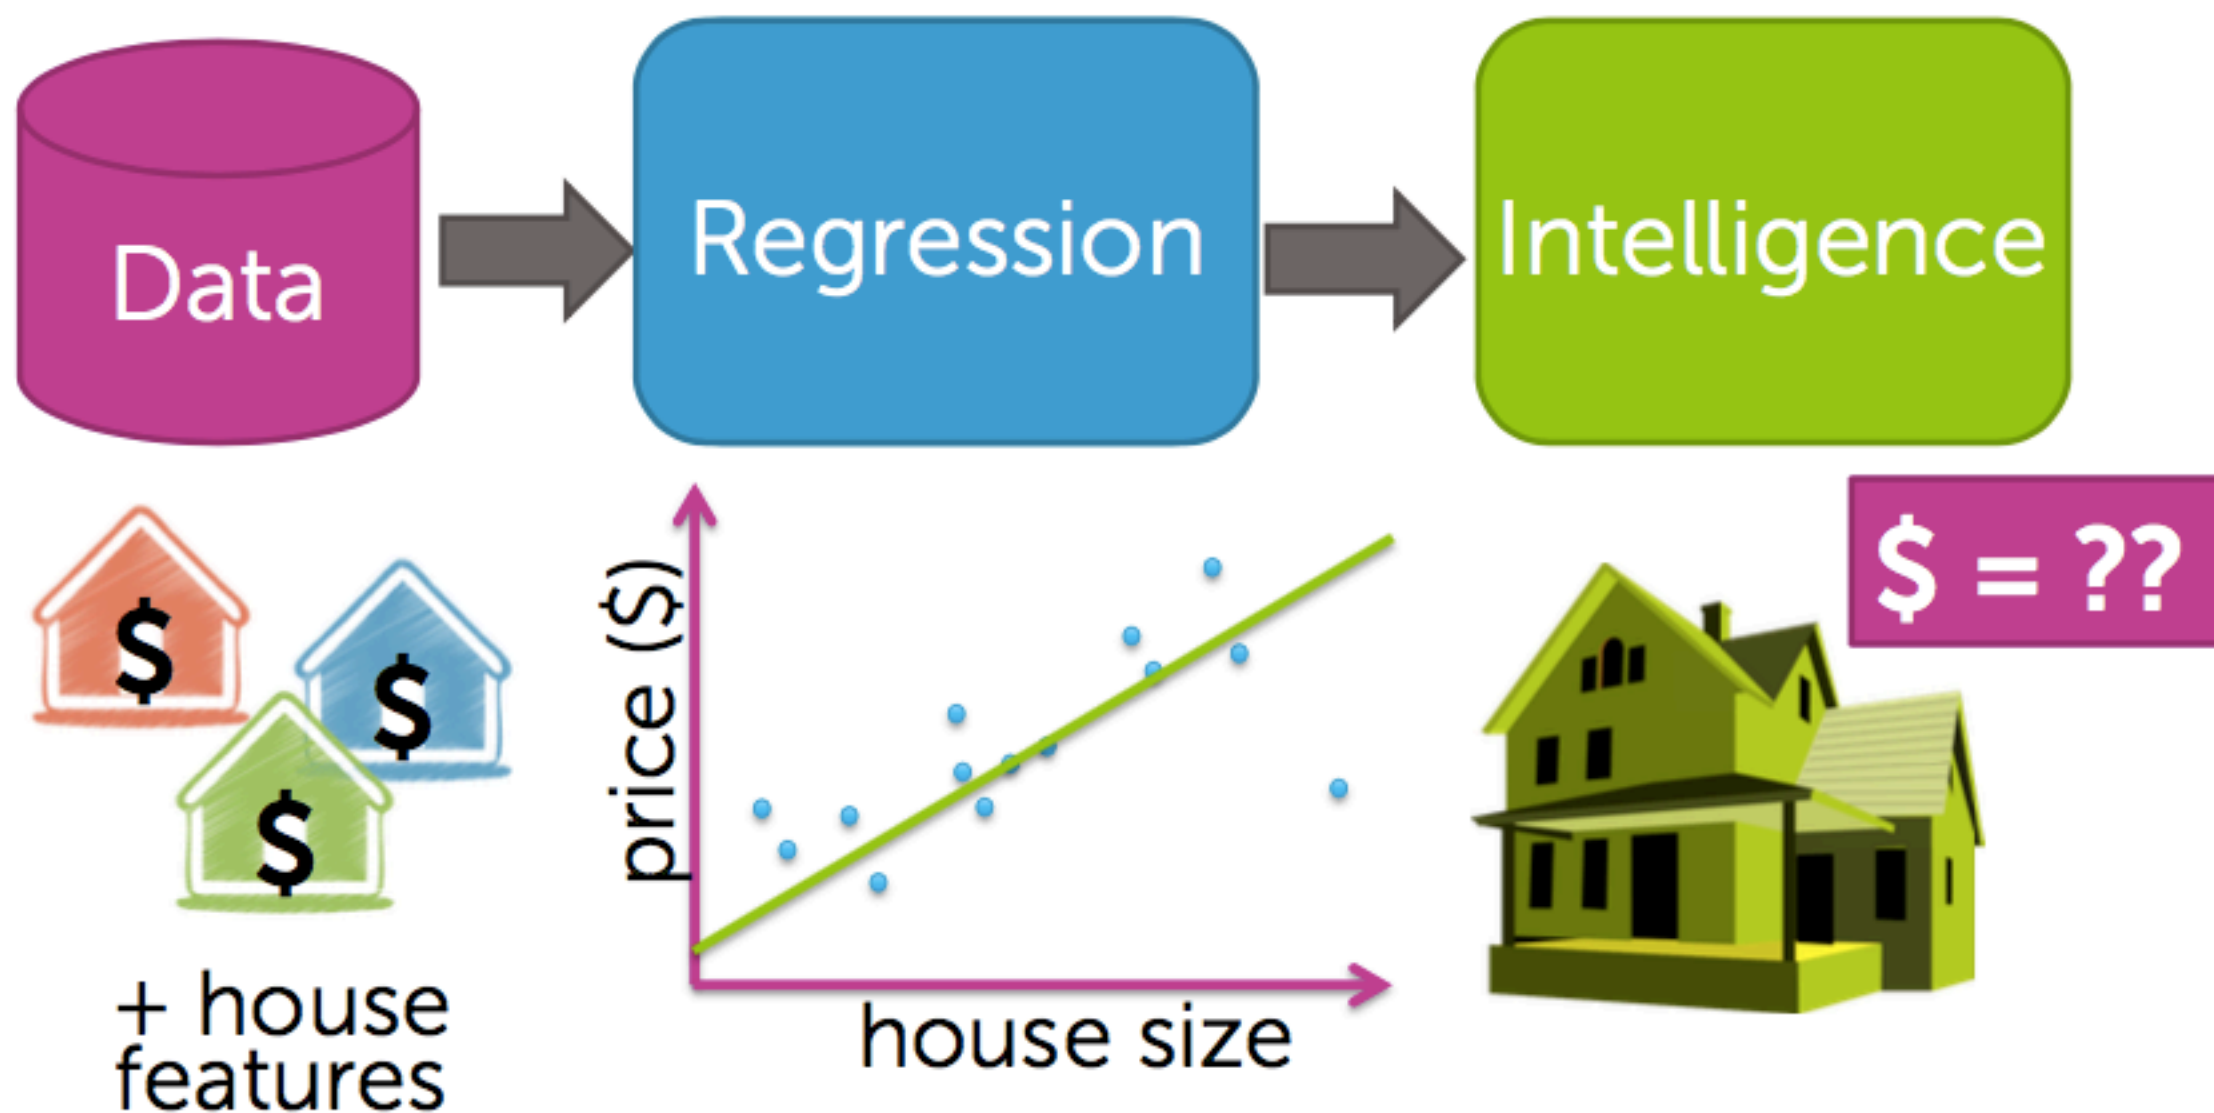 Data
Regression
Intelligence
$
$
$
+ house
features
price ($)
house size
$ = ??